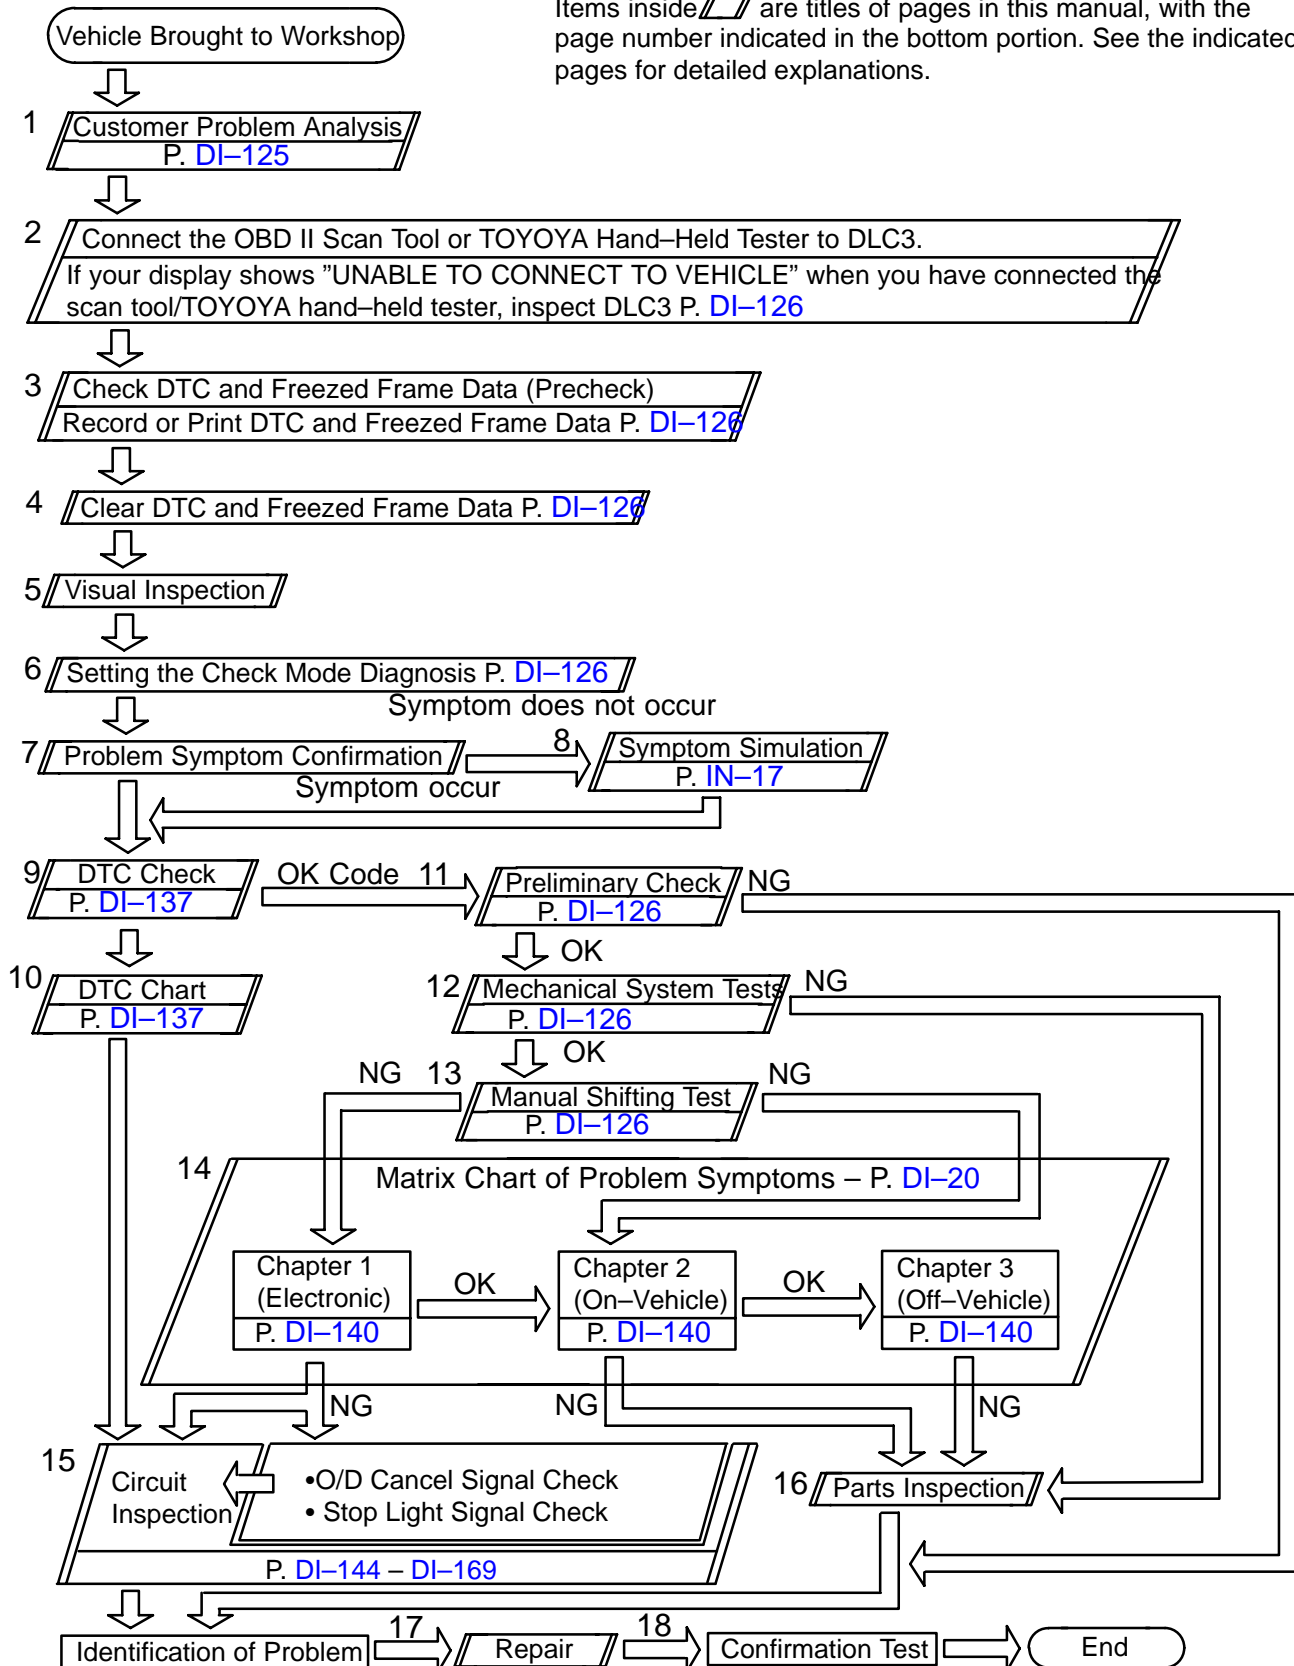 Items inside are titles of pages in this manual, with the
page number indicated in the bottom portion. See the indicated
pages for detailed explanations.
Vehicle Brought to Workshop
1
Customer Problem Analysis
P. DI–125
2
Connect the OBD II Scan Tool or TOYOYA Hand–Held Tester to DLC3.
If your display shows ”UNABLE TO CONNECT TO VEHICLE” when you have connected the
scan tool/TOYOYA hand–held tester, inspect DLC3 P. DI–126
3
Check DTC and Freezed Frame Data (Precheck)
Record or Print DTC and Freezed Frame Data P. DI–126
4
Clear DTC and Freezed Frame Data P. DI–126
5
Visual Inspection
6
Setting the Check Mode Diagnosis P. DI–126
Symptom does not occur
7
Problem Symptom Confirmation
8
Symptom Simulation
P. IN–17
Symptom occur
9
DTC Check
P. DI–137
OK Code
11
Preliminary Check
P. DI–126
NG
OK
10
DTC Chart
P. DI–137
12
Mechanical System Tests
P. DI–126
NG
OK
NG
13
Manual Shifting Test
P. DI–126
NG
14
Matrix Chart of Problem Symptoms – P. DI–20
Chapter 1
(Electronic)
P. DI–140
OK
Chapter 2
(On–Vehicle)
P. DI–140
OK
Chapter 3
(Off–Vehicle)
P. DI–140
NG
NG
NG
15
Circuit
Inspection
•O/D Cancel Signal Check
• Stop Light Signal Check
P. DI–144 – DI–169
16
Parts Inspection
Identification of Problem
17
Repair
18
Confirmation Test
End